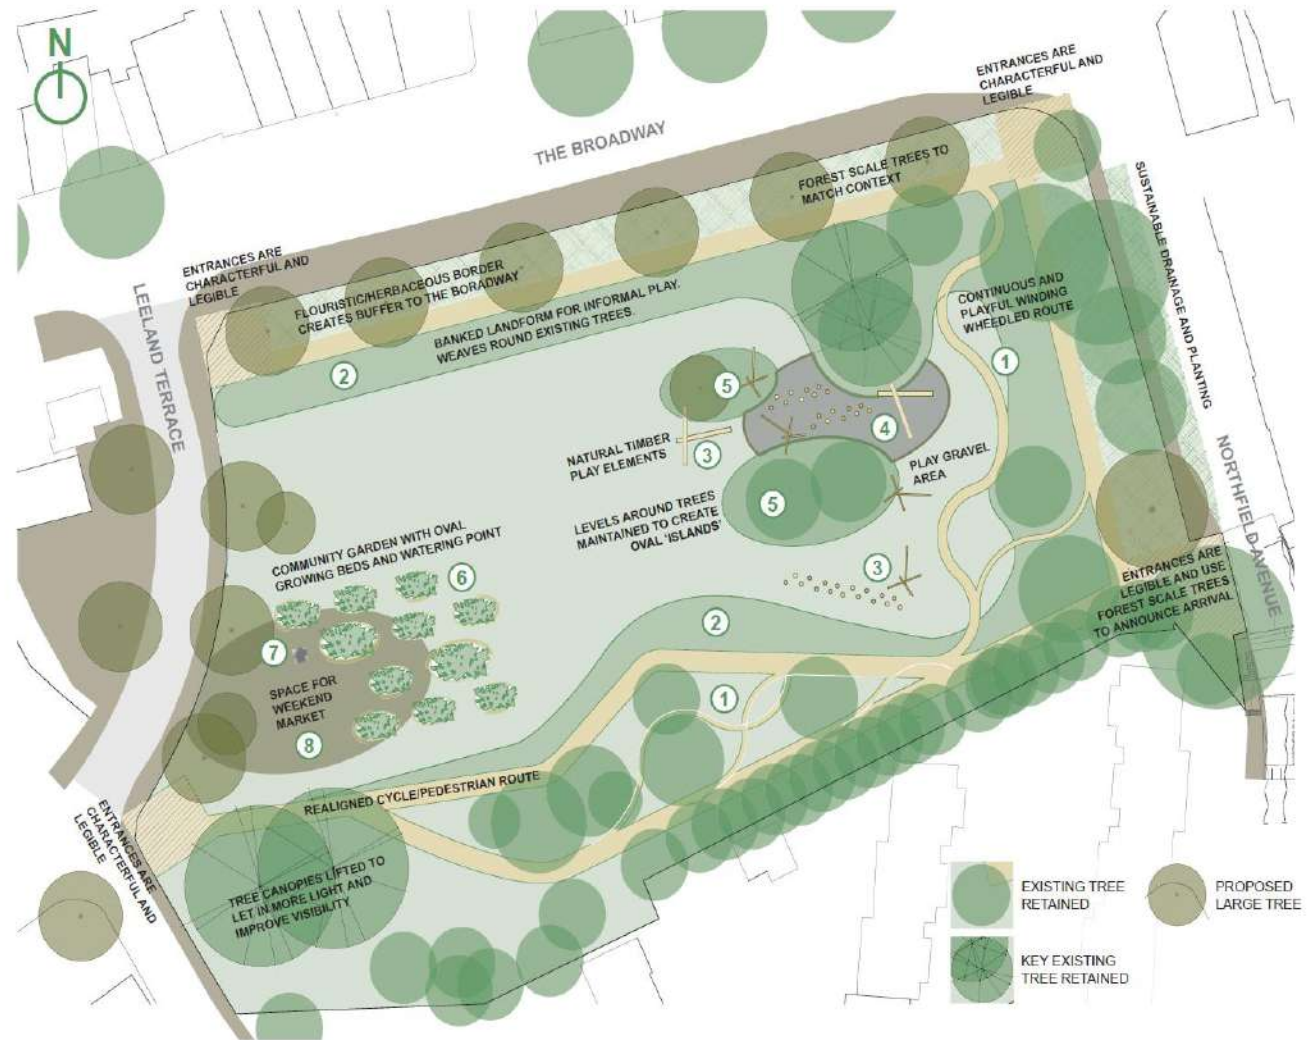 N
THE BROADWAY
ENTRANCES ARE
CHARACTERFUL AND
LEGIBLE
ENTRANCES ARE
CHARACTERFUL AND
LEGIBLE
FOREST SCALE TREES TO
MATCH CONTEXT
FLOURISTIC/HERBACEOUS BORDER
CREATES BUFFER TO THE BORADWAY
BANKED LANDFORM FOR INFORMAL PLAY.
WEAVES ROUND EXISTING TREES.
SUSTAINABLE DRAINAGE AND PLANTING
CONTINUOUS AND
PLAYFUL WINDING
WHEEDLED ROUTE
LEELAND TERRACE
1
2
5
3
4
NATURAL TIMBER
PLAY ELEMENTS
PLAY GRAVEL
AREA
NORTHFIELD AVENUE
5
LEVELS AROUND TREES
MAINTAINED TO CREATE
OVAL 'ISLANDS'
COMMUNITY GARDEN WITH OVAL
GROWING BEDS AND WATERING POINT
6
3
ENTRANCES ARE
LEGIBLE AND USE
FOREST SCALE TREES
TO ANNOUNCE ARRIVAL
2
7
SPACE FOR
WEEKEND
MARKET
8
1
REALIGNED CYCLE/PEDESTRIAN ROUTE
ENTRANCES ARE
CHARACTERFUL AND
LEGIBLE
TREE CANOPIES LIFTED TO
LET IN MORE LIGHT AND
IMPROVE VISIBILITY
EXISTING TREE
RETAINED
PROPOSED
LARGE TREE
KEY EXISTING
TREE RETAINED